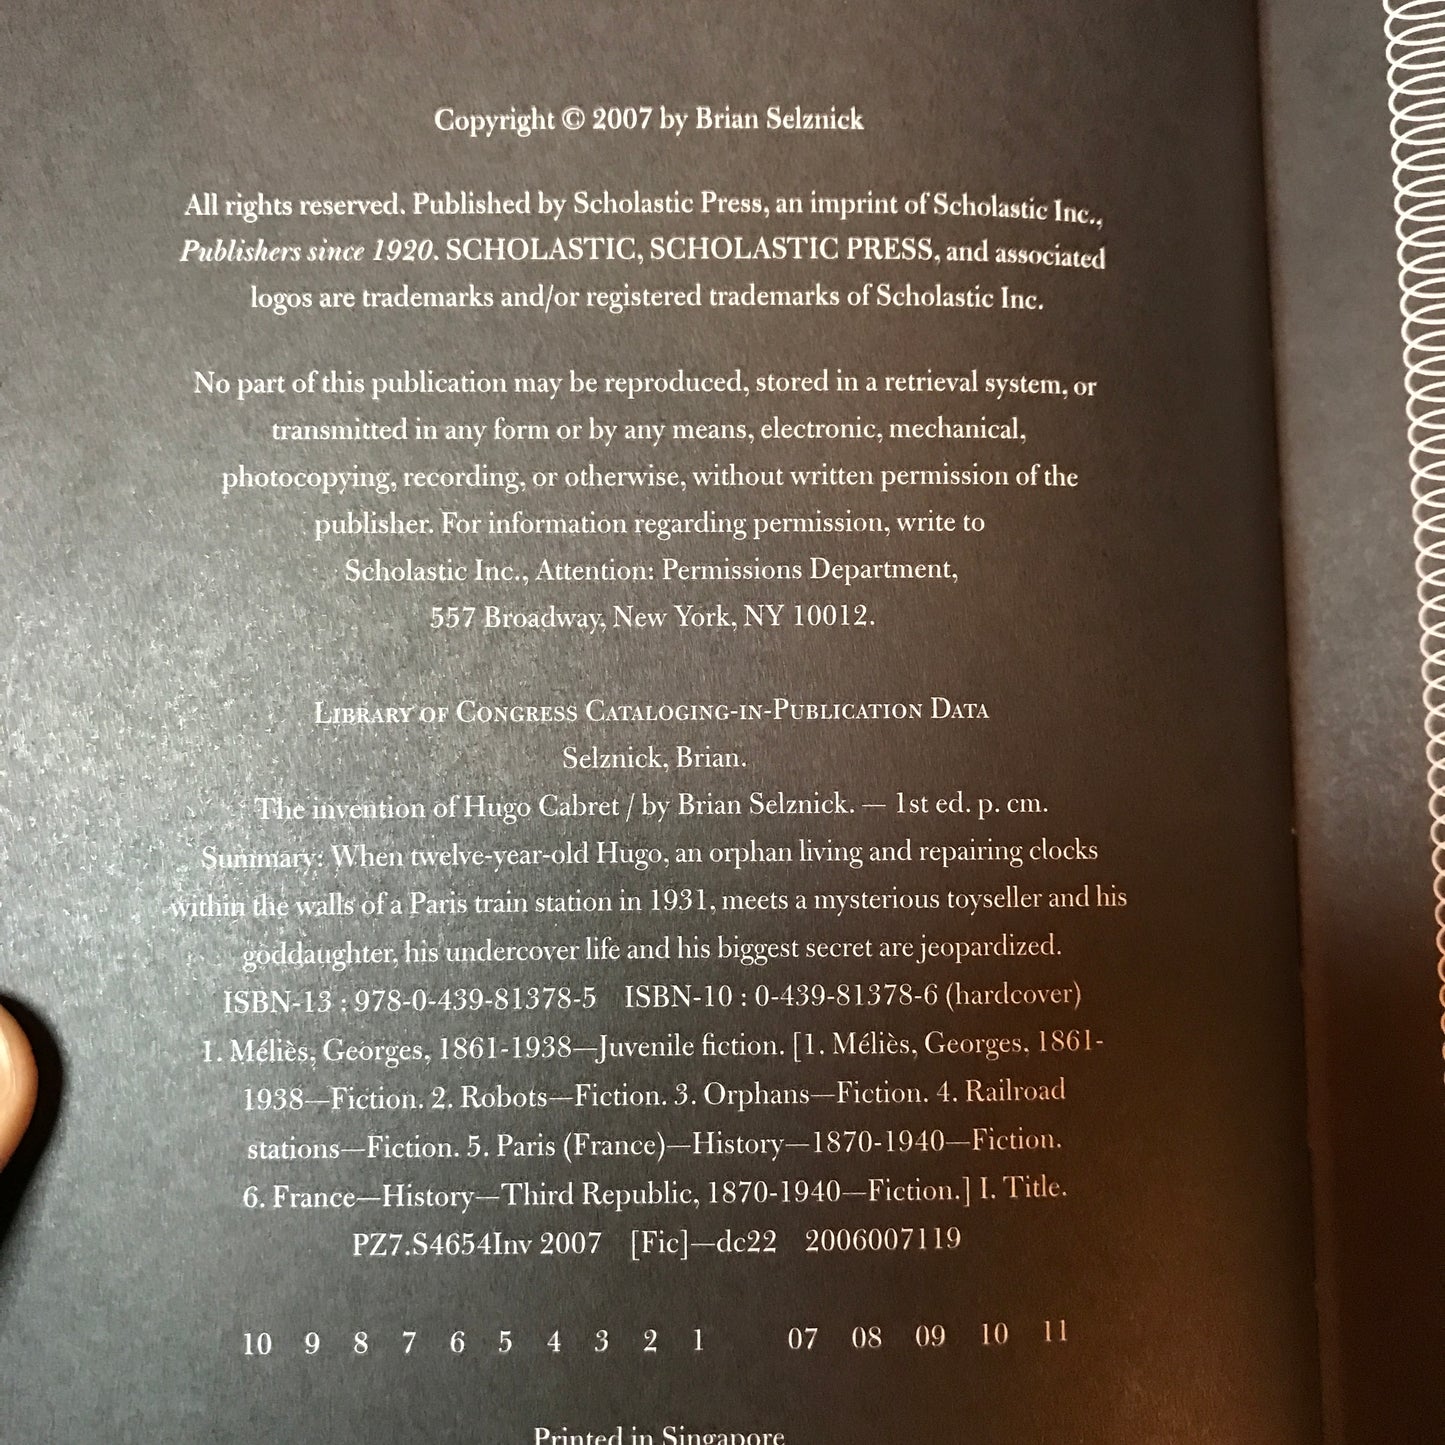 Copyright © 2007 by Brian Selznick
All rights reserved. Published by Scholastic Press, an imprint of Scholastic Inc.,
Publishers since 1920. SCHOLASTIC, SCHOLASTIC PRESS, and associated
logos are trademarks and/or registered trademarks of Scholastic Inc.
No part of this publication may be reproduced, stored in a retrieval system, or
transmitted in any form or by any means, electronic, mechanical,
photocopying, recording, or otherwise, without written permission of the
publisher. For information regarding permission, write to
Scholastic Inc., Attention: Permissions Department,
557 Broadway, New York, NY 10012.
LIBRARY OF CONGRESS CATALOGING-IN-PUBLICATION DATA
Selznick, Brian.
The invention of Hugo Cabret / by Brian Selznick. — 1st ed. p. cm.
Summary: When twelve-year-old Hugo, an orphan living and repairing clocks
within the walls of a Paris train station in 1931, meets a mysterious toyseller and his
goddaughter, his undercover life and his biggest secret are jeopardized.
ISBN-13 : 978-0-439-81378-5 ISBN-10 : 0-439-81378-6 (hardcover)
1. Méliès, Georges, 1861-1938—Juvenile fiction. [1. Méliès, Georges, 1861-
1938—Fiction. 2. Robots—Fiction. 3. Orphans—Fiction. 4. Railroad
stations—Fiction. 5. Paris (France)—History—1870-1940—Fiction.
6. France—History—Third Republic, 1870-1940—Fiction.] I. Title.
PZ7.S4654Inv 2007 [Fic]—dc22 2006007119
10 9 8 7 6 5 4 3 2 1 07 08 09 10 11
Printed in Singapore